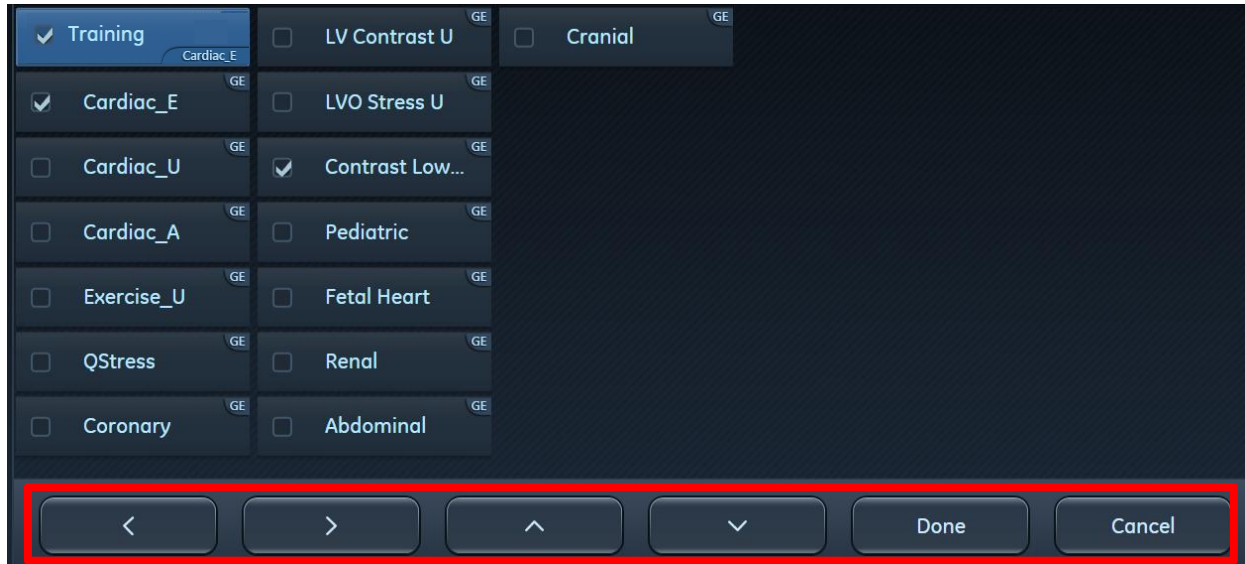 Training
Cardiac_E
LV Contrast U
GE
Cranial
GE
Cardiac_E
GE
LVO Stress U
GE
Cardiac_U
GE
Contrast Low...
GE
Cardiac_A
GE
Pediatric
GE
Exercise_U
GE
Fetal Heart
GE
QStress
GE
Renal
GE
Coronary
GE
Abdominal
GE
Done
Cancel